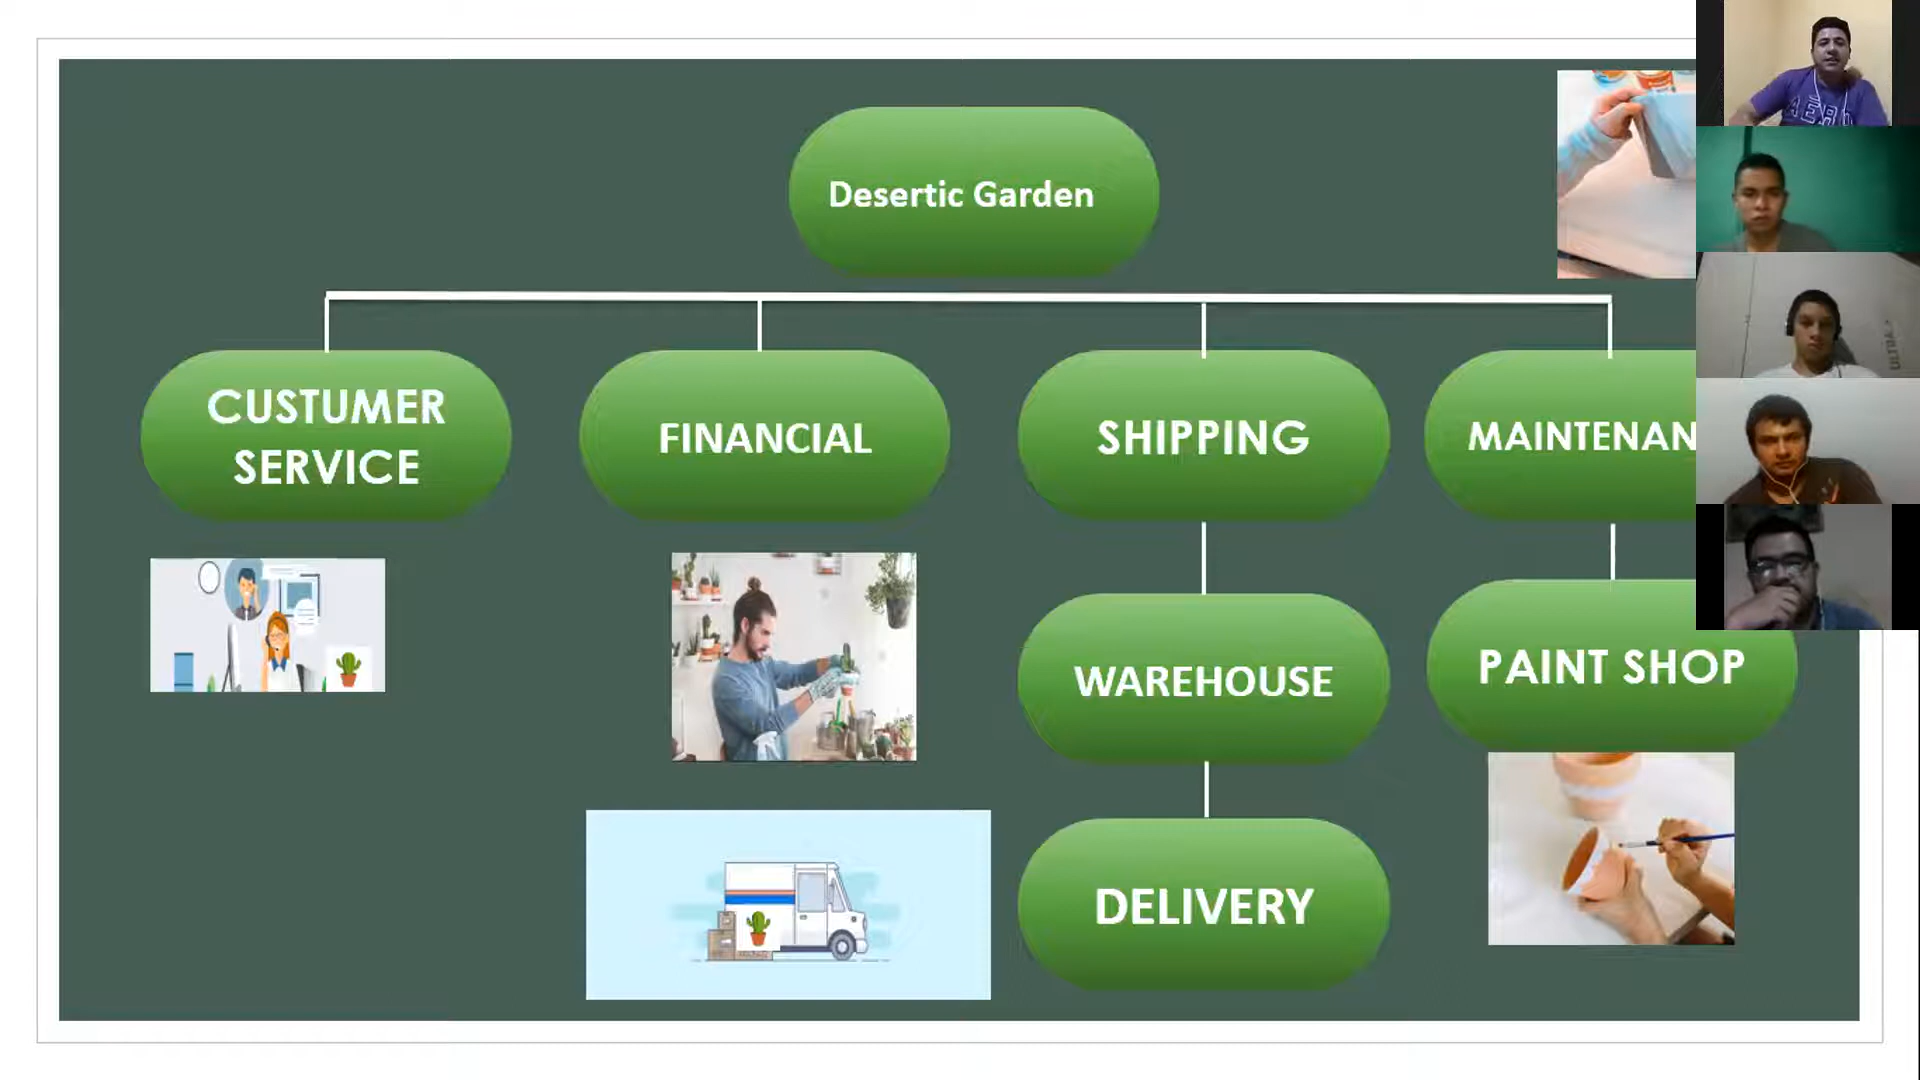 Desertic Garden
CUSTUMER
SERVICE
FINANCIAL
SHIPPING
MAINTENAN
WAREHOUSE
PAINT SHOP
DELIVERY